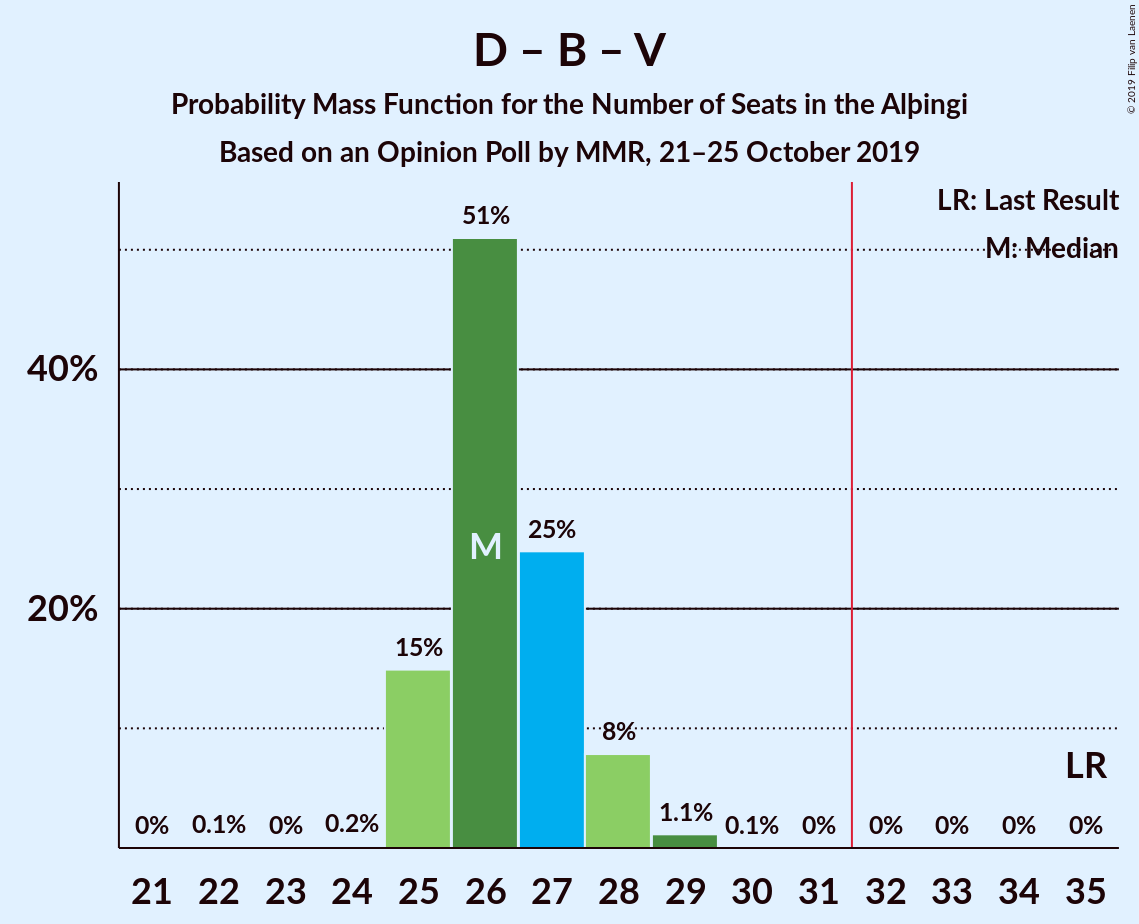 D – B – V
Probability Mass Function for the Number of Seats in the Alþingi
Based on an Opinion Poll by MMR, 21–25 October 2019
© 2019 Filip van Laenen
LR: Last Result
M: Median
51%
40%
25%
M
20%
15%
8%
LR
1.1%
0% 0.1% 0% 0.2% 0.1% 0% 0% 0% 0% 0%
21 22 23 24 25 26 27 28 29 30 31 32 33 34 35